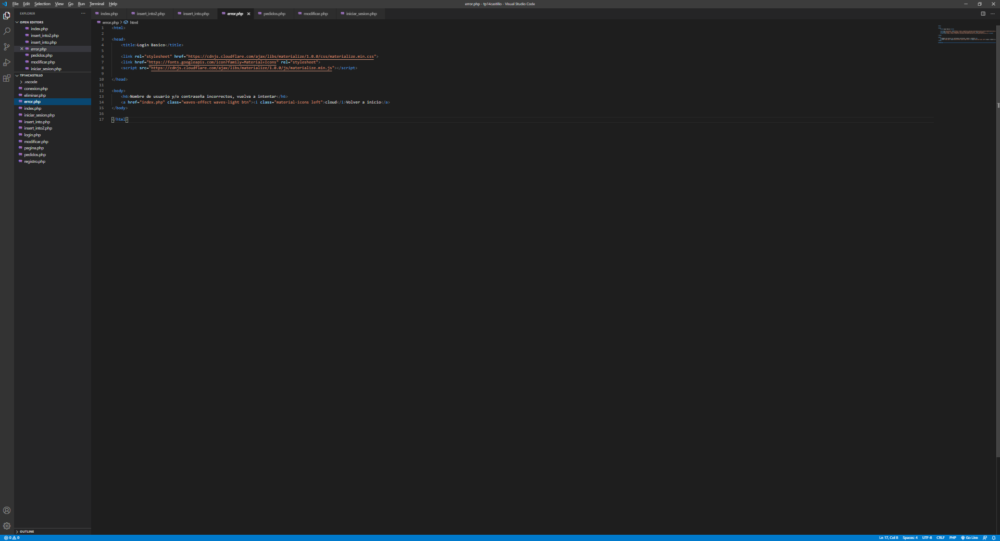 File Edit Selection View Go Run Terminal Help
error.php - tp14castillo - Visual Studio Code
EXPLORER
OPEN EDITORS
index.php
insert_into2.php
insert_into.php
error.php
pedidos.php
modificar.php
iniciar_sesion.php
TP14CASTILLO
.vscode
conexion.php
eliminar.php
error.php
index.php
iniciar_sesion.php
insert_into.php
insert_into2.php
login.php
modificar.php
pagina.php
pedidos.php
registro.php
OUTLINE
index.php insert_into2.php insert_into.php error.php pedidos.php modificar.php iniciar_sesion.php
error.php > html
1 <html>
2
3 <head>
4 <title>Login Basico</title>
5
6 <link rel="stylesheet" href="https://cdnjs.cloudflare.com/ajax/libs/materialize/1.0.0/css/materialize.min.css">
7 <link href="https://fonts.googleapis.com/icon?family=Material+Icons" rel="stylesheet">
8 <script src="https://cdnjs.cloudflare.com/ajax/libs/materialize/1.0.0/js/materialize.min.js"></script>
9
10 </head>
11
12 <body>
13 <h6>Nombre de usuario y/o contraseña incorrectos, vuelva a intentar</h6>
14 <a href="index.php" class="waves-effect waves-light btn"><i class="material-icons left">cloud</i>Volver a inicio</a>
15 </body>
16
17 </html>
0 0
Ln 17, Col 8 Spaces: 4 UTF-8 CRLF PHP Go Live